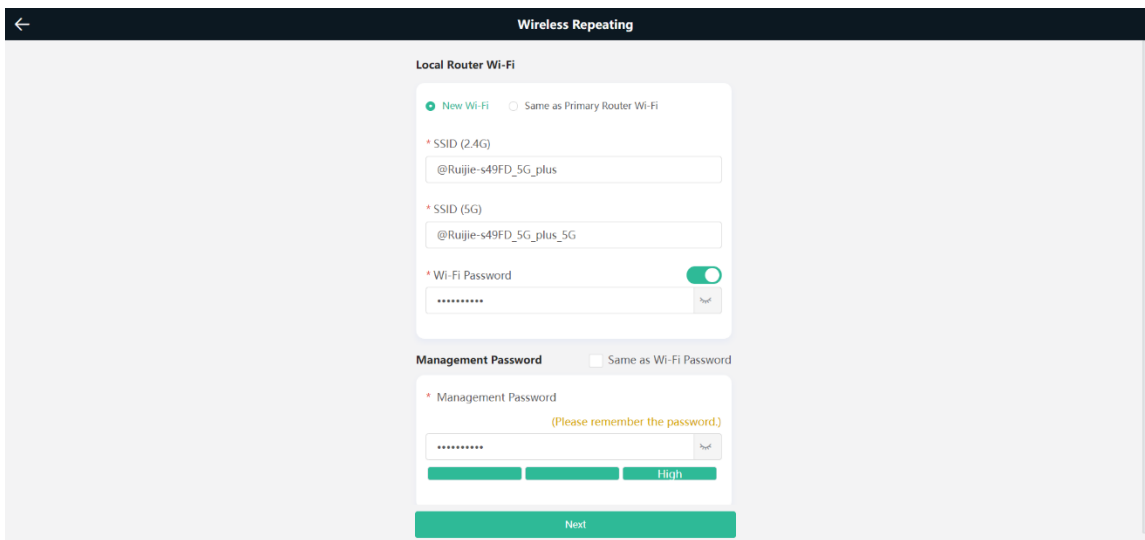 Wireless Repeating
Local Router Wi-Fi
New Wi-Fi Same as Primary Router Wi-Fi
* SSID (2.4G)
@Ruijie-s49FD_5G_plus
* SSID (5G)
@Ruijie-s49FD_5G_plus_5G
* Wi-Fi Password
••••••••••
Management Password Same as Wi-Fi Password
* Management Password
(Please remember the password.)
••••••••••
High
Next